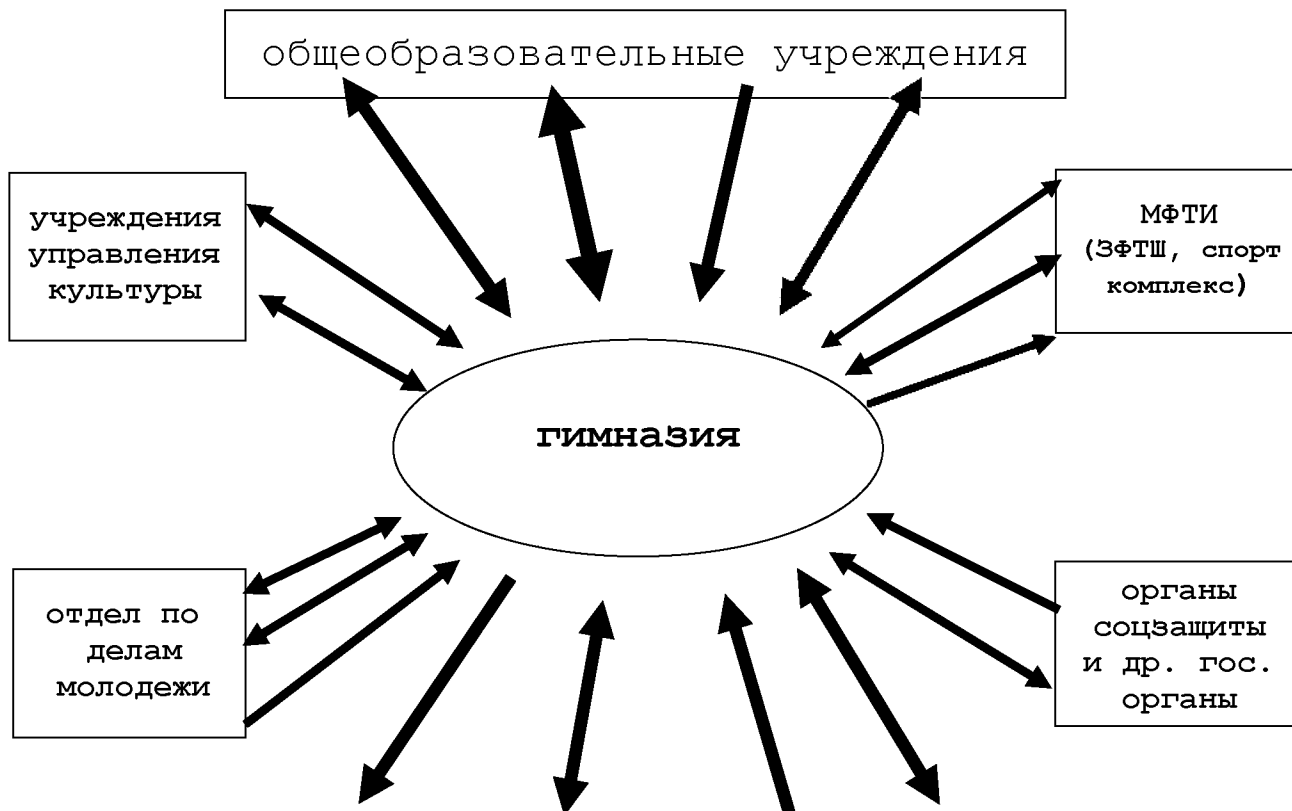 общеобразовательные учреждения
учреждения
управления
культуры
МФТИ
(ЗФТШ, спорт
комплекс)
гимназия
отдел по
делам
молодежи
органы
соцзащиты
и др. гос.
органы